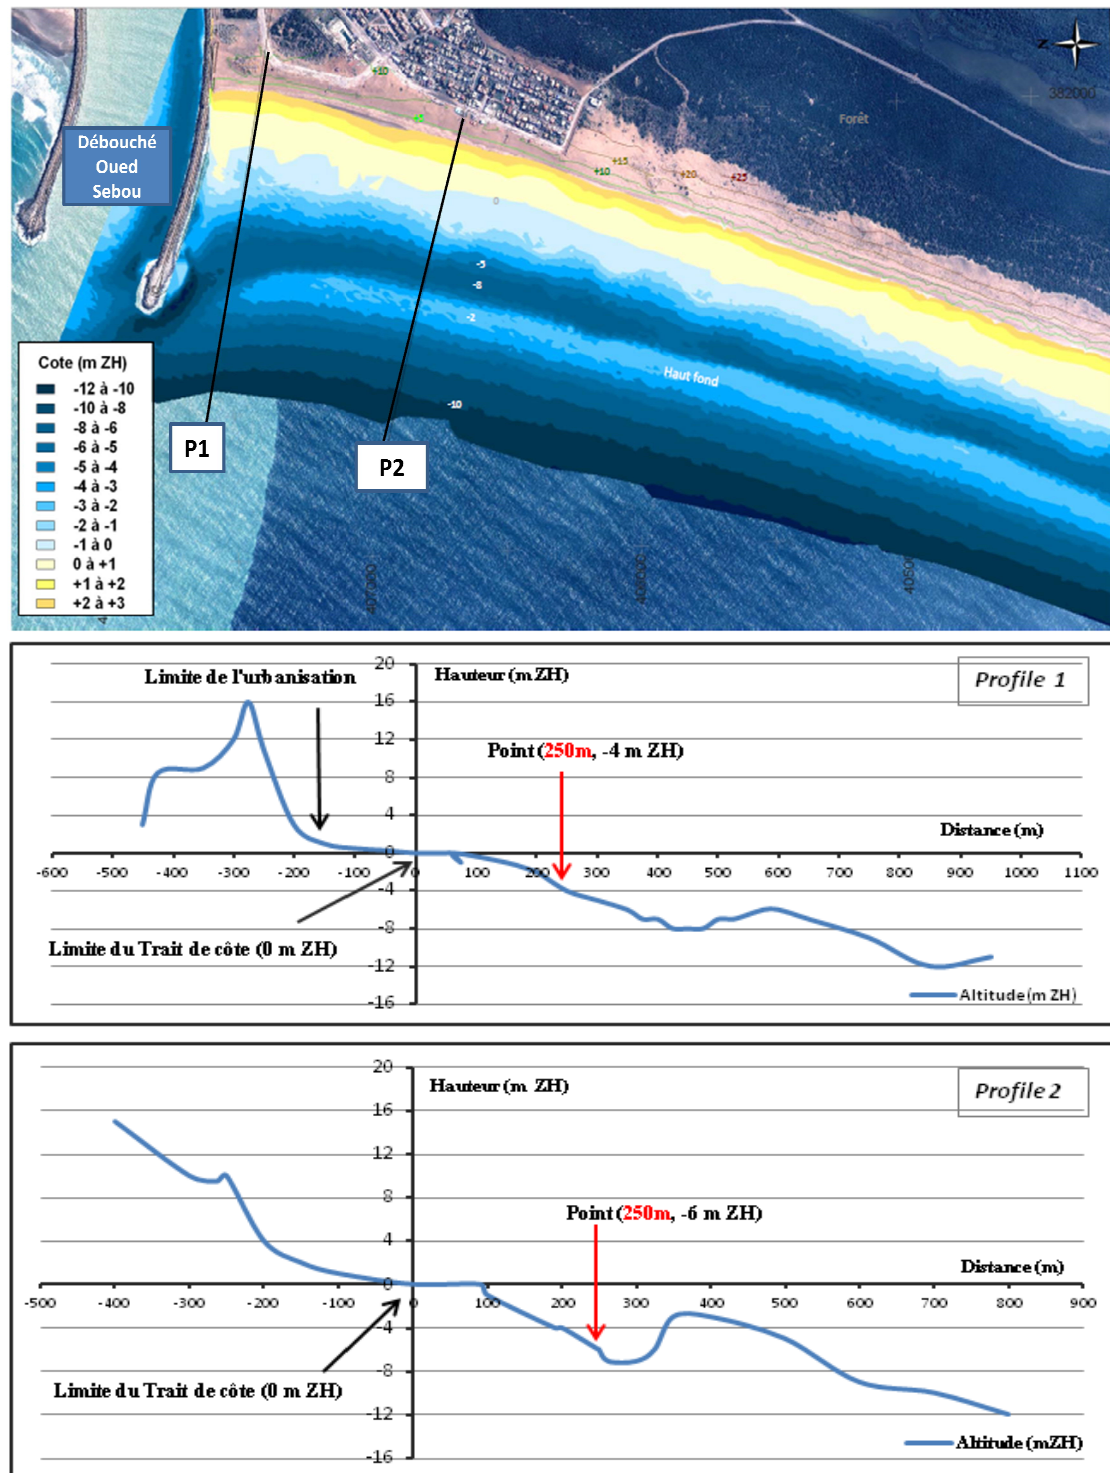 Z
382000
+10
+5
Forêt
Débouché
Oued
Sebou
+15
+10
+20
+25
0
-5
-8
-2
Haut fond
-10
Cote (m ZH)
-12 à -10
-10 à -8
-8 à -6
-6 à -5
-5 à -4
-4 à -3
-3 à -2
-2 à -1
-1 à 0
0 à +1
+1 à +2
+2 à +3
P1
P2
407000
Profile 1
Hauteur (m ZH)
Limite de l'urbanisation
Point (250m, -4 m ZH)
Distance (m)
Limite du Trait de côte (0 m ZH)
20
16
12
8
4
0
-4
-8
-12
-16
-600 -500 -400 -300 -200 -100 0 100 200 300 400 500 600 700 800 900 1000 1100
Altitude (m ZH)
Profile 2
Hauteur (m ZH)
Point (250m, -6 m ZH)
Distance (m)
Limite du Trait de côte (0 m ZH)
20
16
12
8
4
0
-4
-8
-12
-16
-500 -400 -300 -200 -100 0 100 200 300 400 500 600 700 800 900
Altitude (mZH)